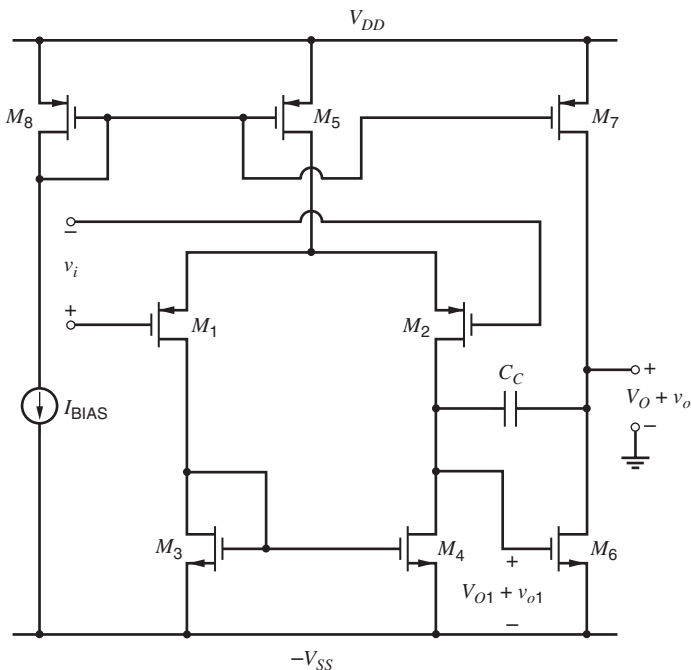 V_DD
M_8
M_5
M_7
−
v_i
+
M_1
M_2
C_C
+
V_O + v_o
−
I_BIAS
M_3
M_4
M_6
+
V_O1 + v_o1
−
−V_SS